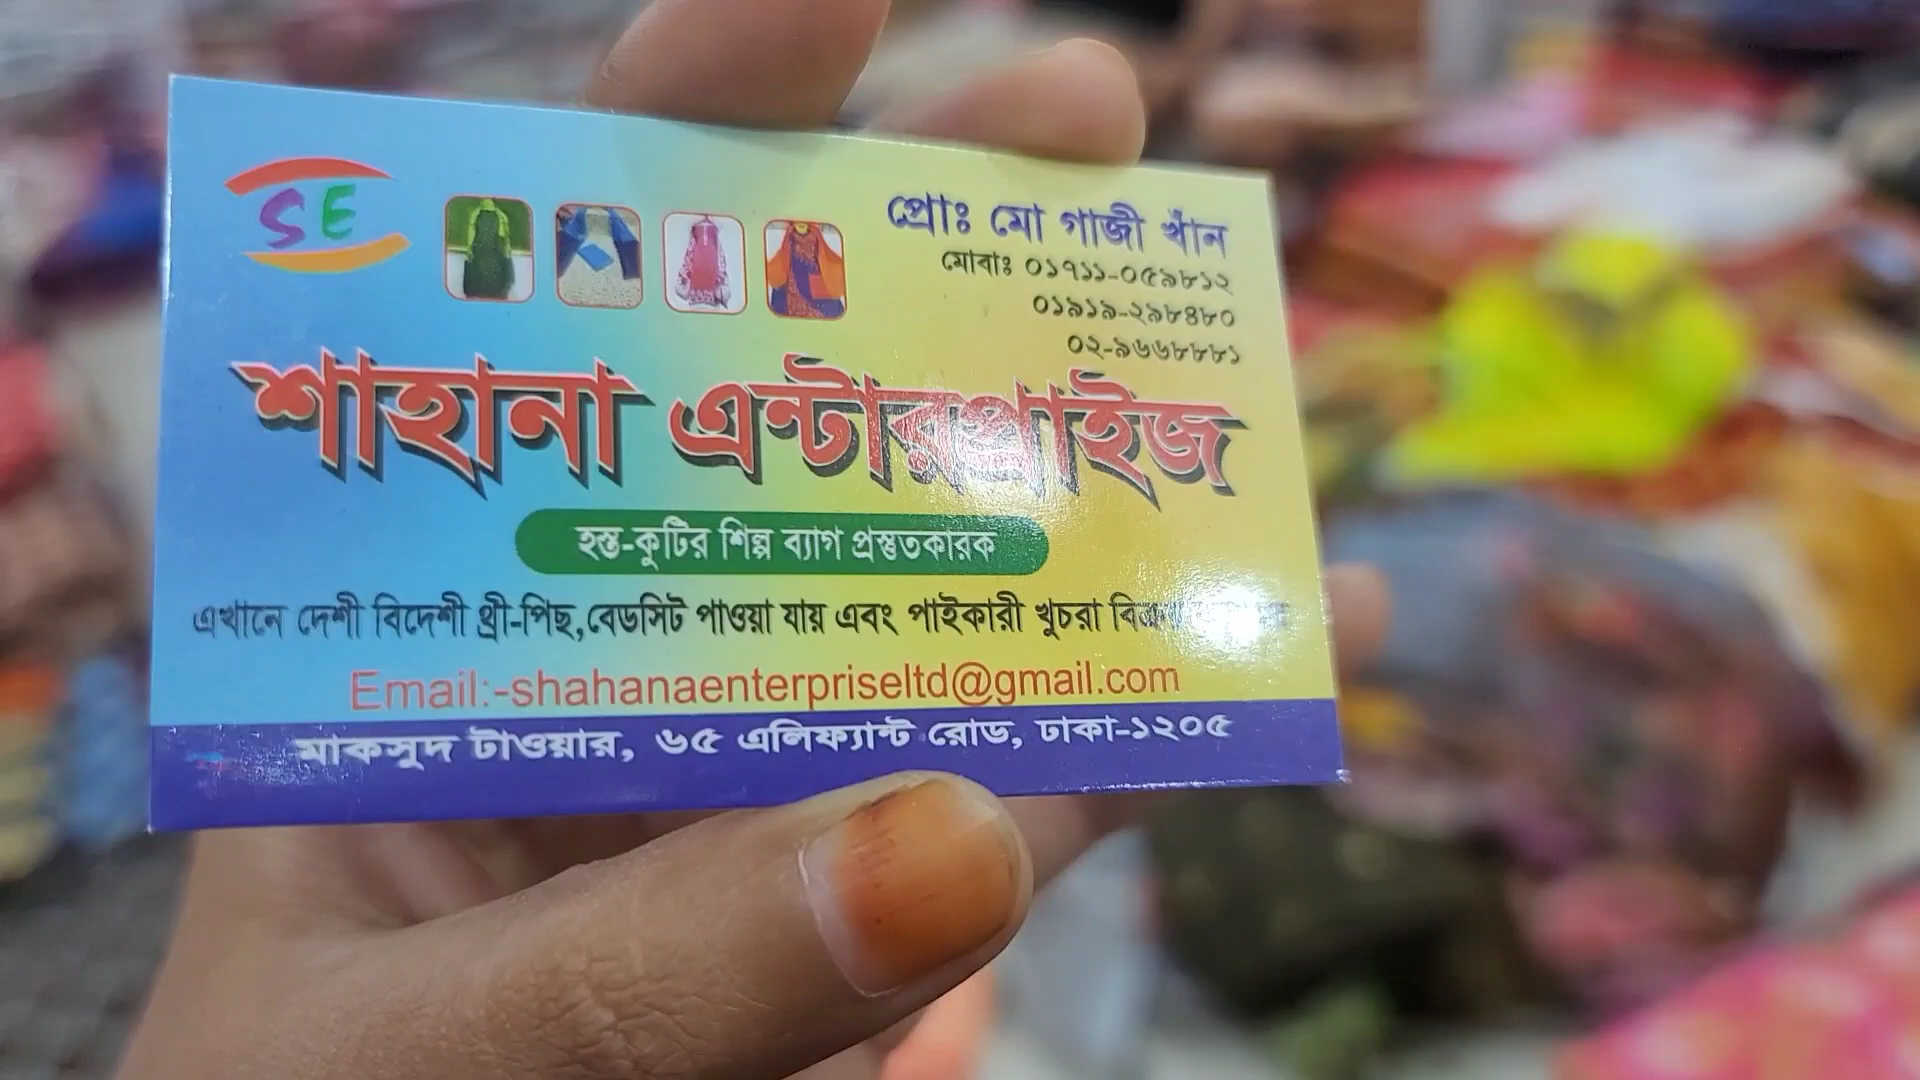 SE
প্রোঃ মো গাজী খাঁন
মোবাঃ ০১৭১১-০৫৯৮১২
০১৯১৯-২৯৮৪৮০
০২-৯৬৬৮৮৮১
শাহানা এন্টারপ্রাইজ
হস্ত-কুটির শিল্প ব্যাগ প্রস্তুতকারক
এখানে দেশী বিদেশী থ্রী-পিছ,বেডসিট পাওয়া যায় এবং পাইকারী খুচরা
Email:-shahanaenterpriseltd@gmail.com
মাকসুদ টাওয়ার, ৬৫ এলিফ্যান্ট রোড, ঢাকা-১২০৫